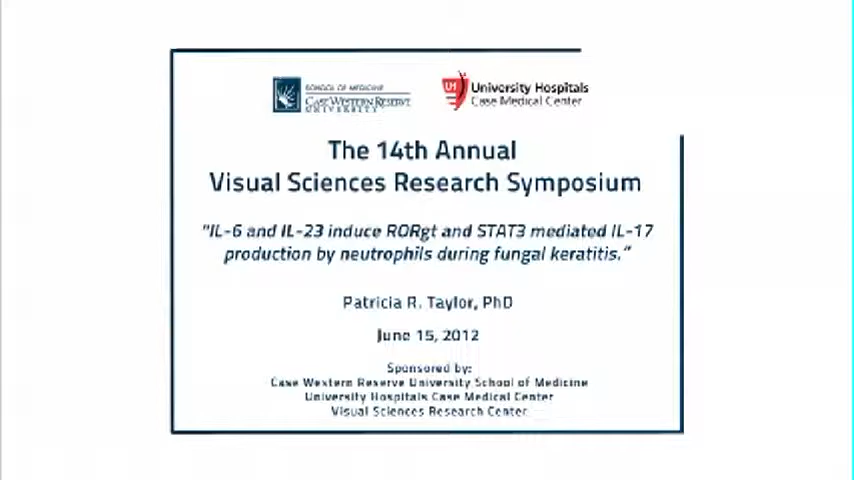 SCHOOL OF MEDICINE
CASE WESTERN RESERVE
UNIVERSITY
UH
University Hospitals
Case Medical Center
The 14th Annual
Visual Sciences Research Symposium
"IL-6 and IL-23 induce RORgt and STAT3 mediated IL-17
production by neutrophils during fungal keratitis."
Patricia R. Taylor, PhD
June 15, 2012
Sponsored by:
Case Western Reserve University School of Medicine
University Hospitals Case Medical Center
Visual Sciences Research Center